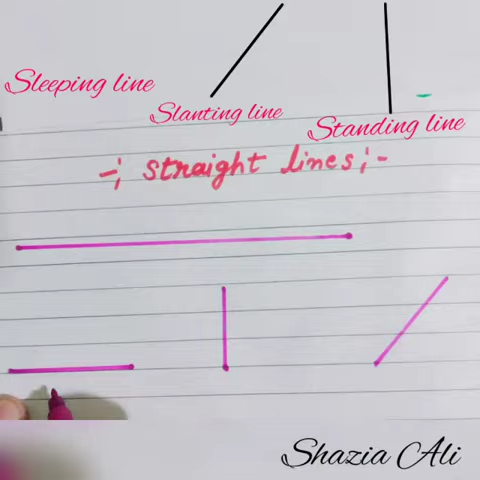 Sleeping line
Slanting line
Standing line
-; straight lines ;-
Shazia Ali